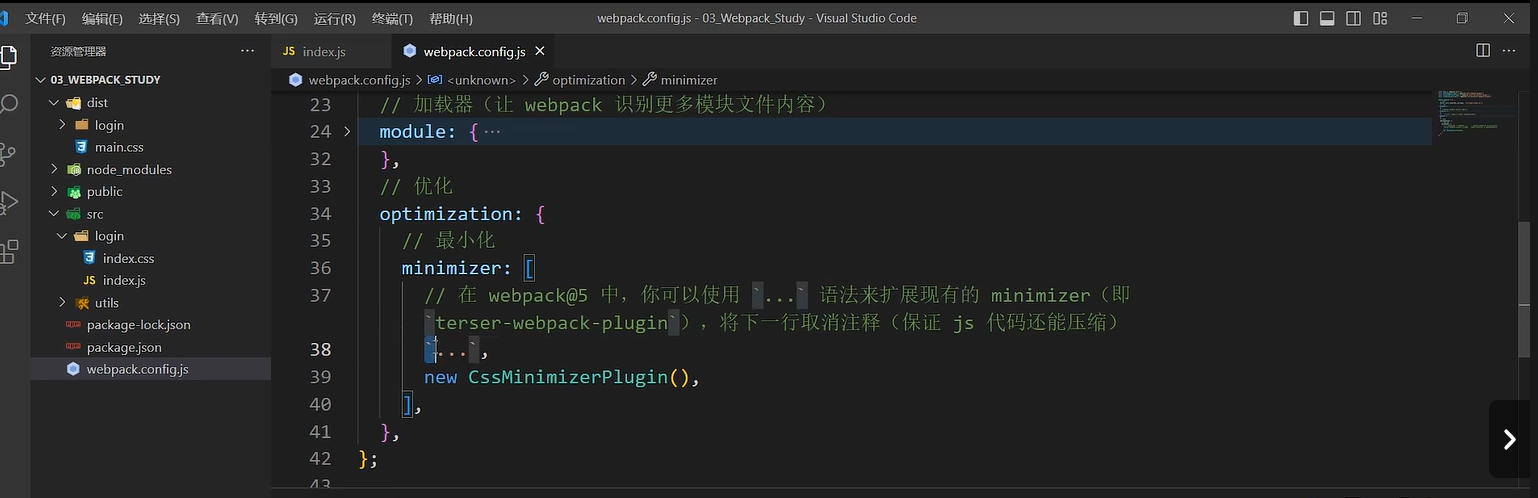 文件(F) 编辑(E) 选择(S) 查看(V) 转到(G) 运行(R) 终端(T) 帮助(H) webpack.config.js - 03_Webpack_Study - Visual Studio Code
资源管理器 ···
03_WEBPACK_STUDY
dist
login
main.css
node_modules
public
src
login
index.css
JS index.js
utils
package-lock.json
package.json
webpack.config.js
JS index.js webpack.config.js
webpack.config.js > <unknown> > optimization > minimizer
23 // 加载器（让 webpack 识别更多模块文件内容）
24 module: { ···
32 },
33 // 优化
34 optimization: {
35 // 最小化
36 minimizer: [
37 // 在 webpack@5 中，你可以使用 `...` 语法来扩展现有的 minimizer（即
`terser-webpack-plugin`），将下一行取消注释（保证 js 代码还能压缩）
38 `...`,
39 new CssMinimizerPlugin(),
40 ],
41 },
42 };
43